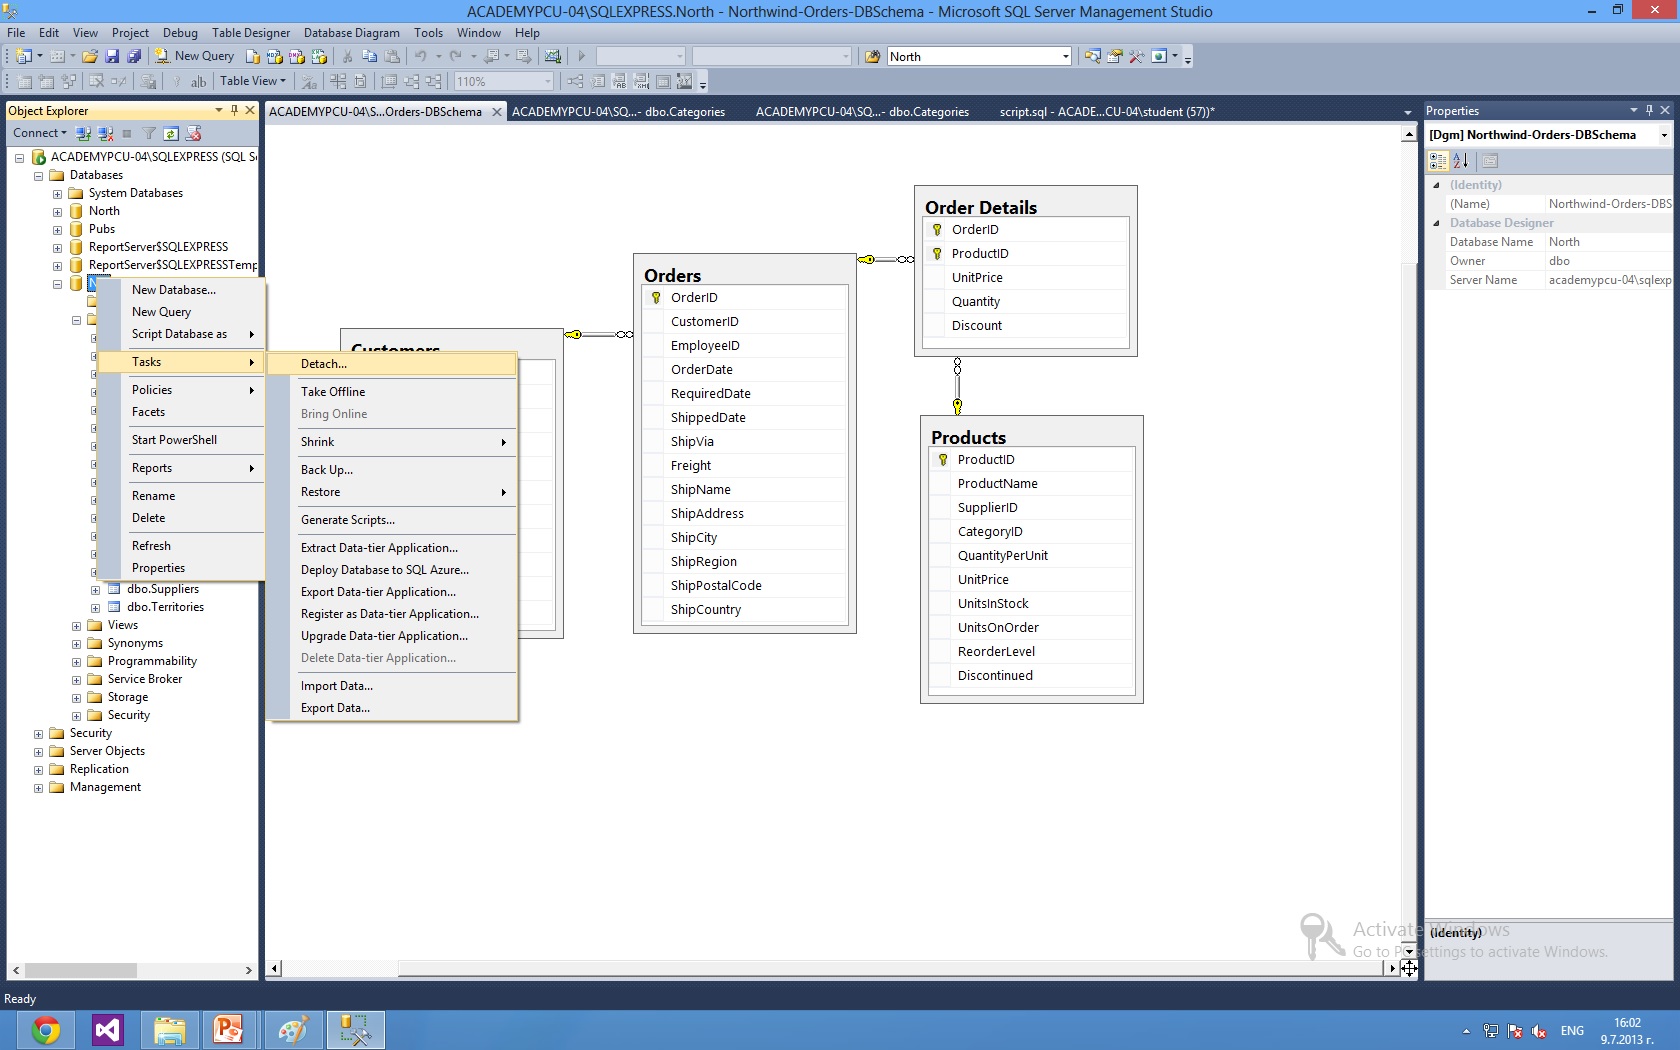 ACADEMYPCU-04\SQLEXPRESS.North - Northwind-Orders-DBSchema - Microsoft SQL Server Management Studio
File Edit View Project Debug Table Designer Database Diagram Tools Window Help
New Query North
Table View 110%
Object Explorer
Connect
ACADEMYPCU-04\SQLEXPRESS (SQL S
Databases
System Databases
North
Pubs
ReportServer$SQLEXPRESS
ReportServer$SQLEXPRESSTemp
dbo.Suppliers
dbo.Territories
Views
Synonyms
Programmability
Service Broker
Storage
Security
Security
Server Objects
Replication
Management
New Database...
New Query
Script Database as
Tasks
Policies
Facets
Start PowerShell
Reports
Rename
Delete
Refresh
Properties
Detach...
Take Offline
Bring Online
Shrink
Back Up...
Restore
Generate Scripts...
Extract Data-tier Application...
Deploy Database to SQL Azure...
Export Data-tier Application...
Register as Data-tier Application...
Upgrade Data-tier Application...
Delete Data-tier Application...
Import Data...
Export Data...
ACADEMYPCU-04\S...Orders-DBSchema ACADEMYPCU-04\SQ...- dbo.Categories ACADEMYPCU-04\SQ...- dbo.Categories script.sql - ACADE...CU-04\student (57))*
Customers
Orders
OrderID
CustomerID
EmployeeID
OrderDate
RequiredDate
ShippedDate
ShipVia
Freight
ShipName
ShipAddress
ShipCity
ShipRegion
ShipPostalCode
ShipCountry
Order Details
OrderID
ProductID
UnitPrice
Quantity
Discount
Products
ProductID
ProductName
SupplierID
CategoryID
QuantityPerUnit
UnitPrice
UnitsInStock
UnitsOnOrder
ReorderLevel
Discontinued
Properties
[Dgm] Northwind-Orders-DBSchema
(Identity)
(Name) Northwind-Orders-DBS
Database Designer
Database Name North
Owner dbo
Server Name academypcu-04\sqlexp
(Identity)
Activate Windows
Go to PC settings to activate Windows.
Ready
ENG
16:02
9.7.2013 г.